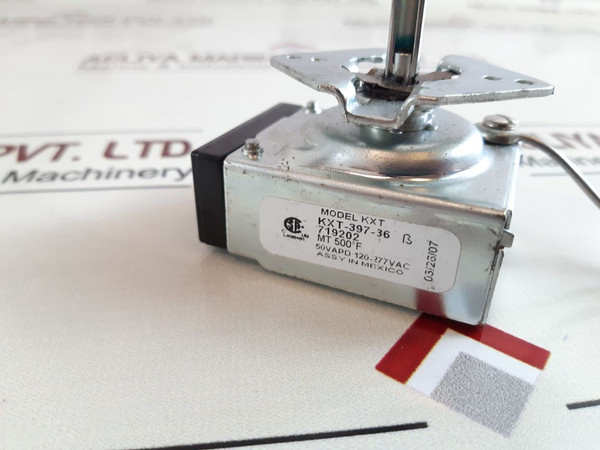 PVT. LTD
Machinery
MODEL KXT
KXT-397-36
719202 B
MT 500°F
50VAPD 120-277VAC
ASSY IN MEXICO
03/26/07